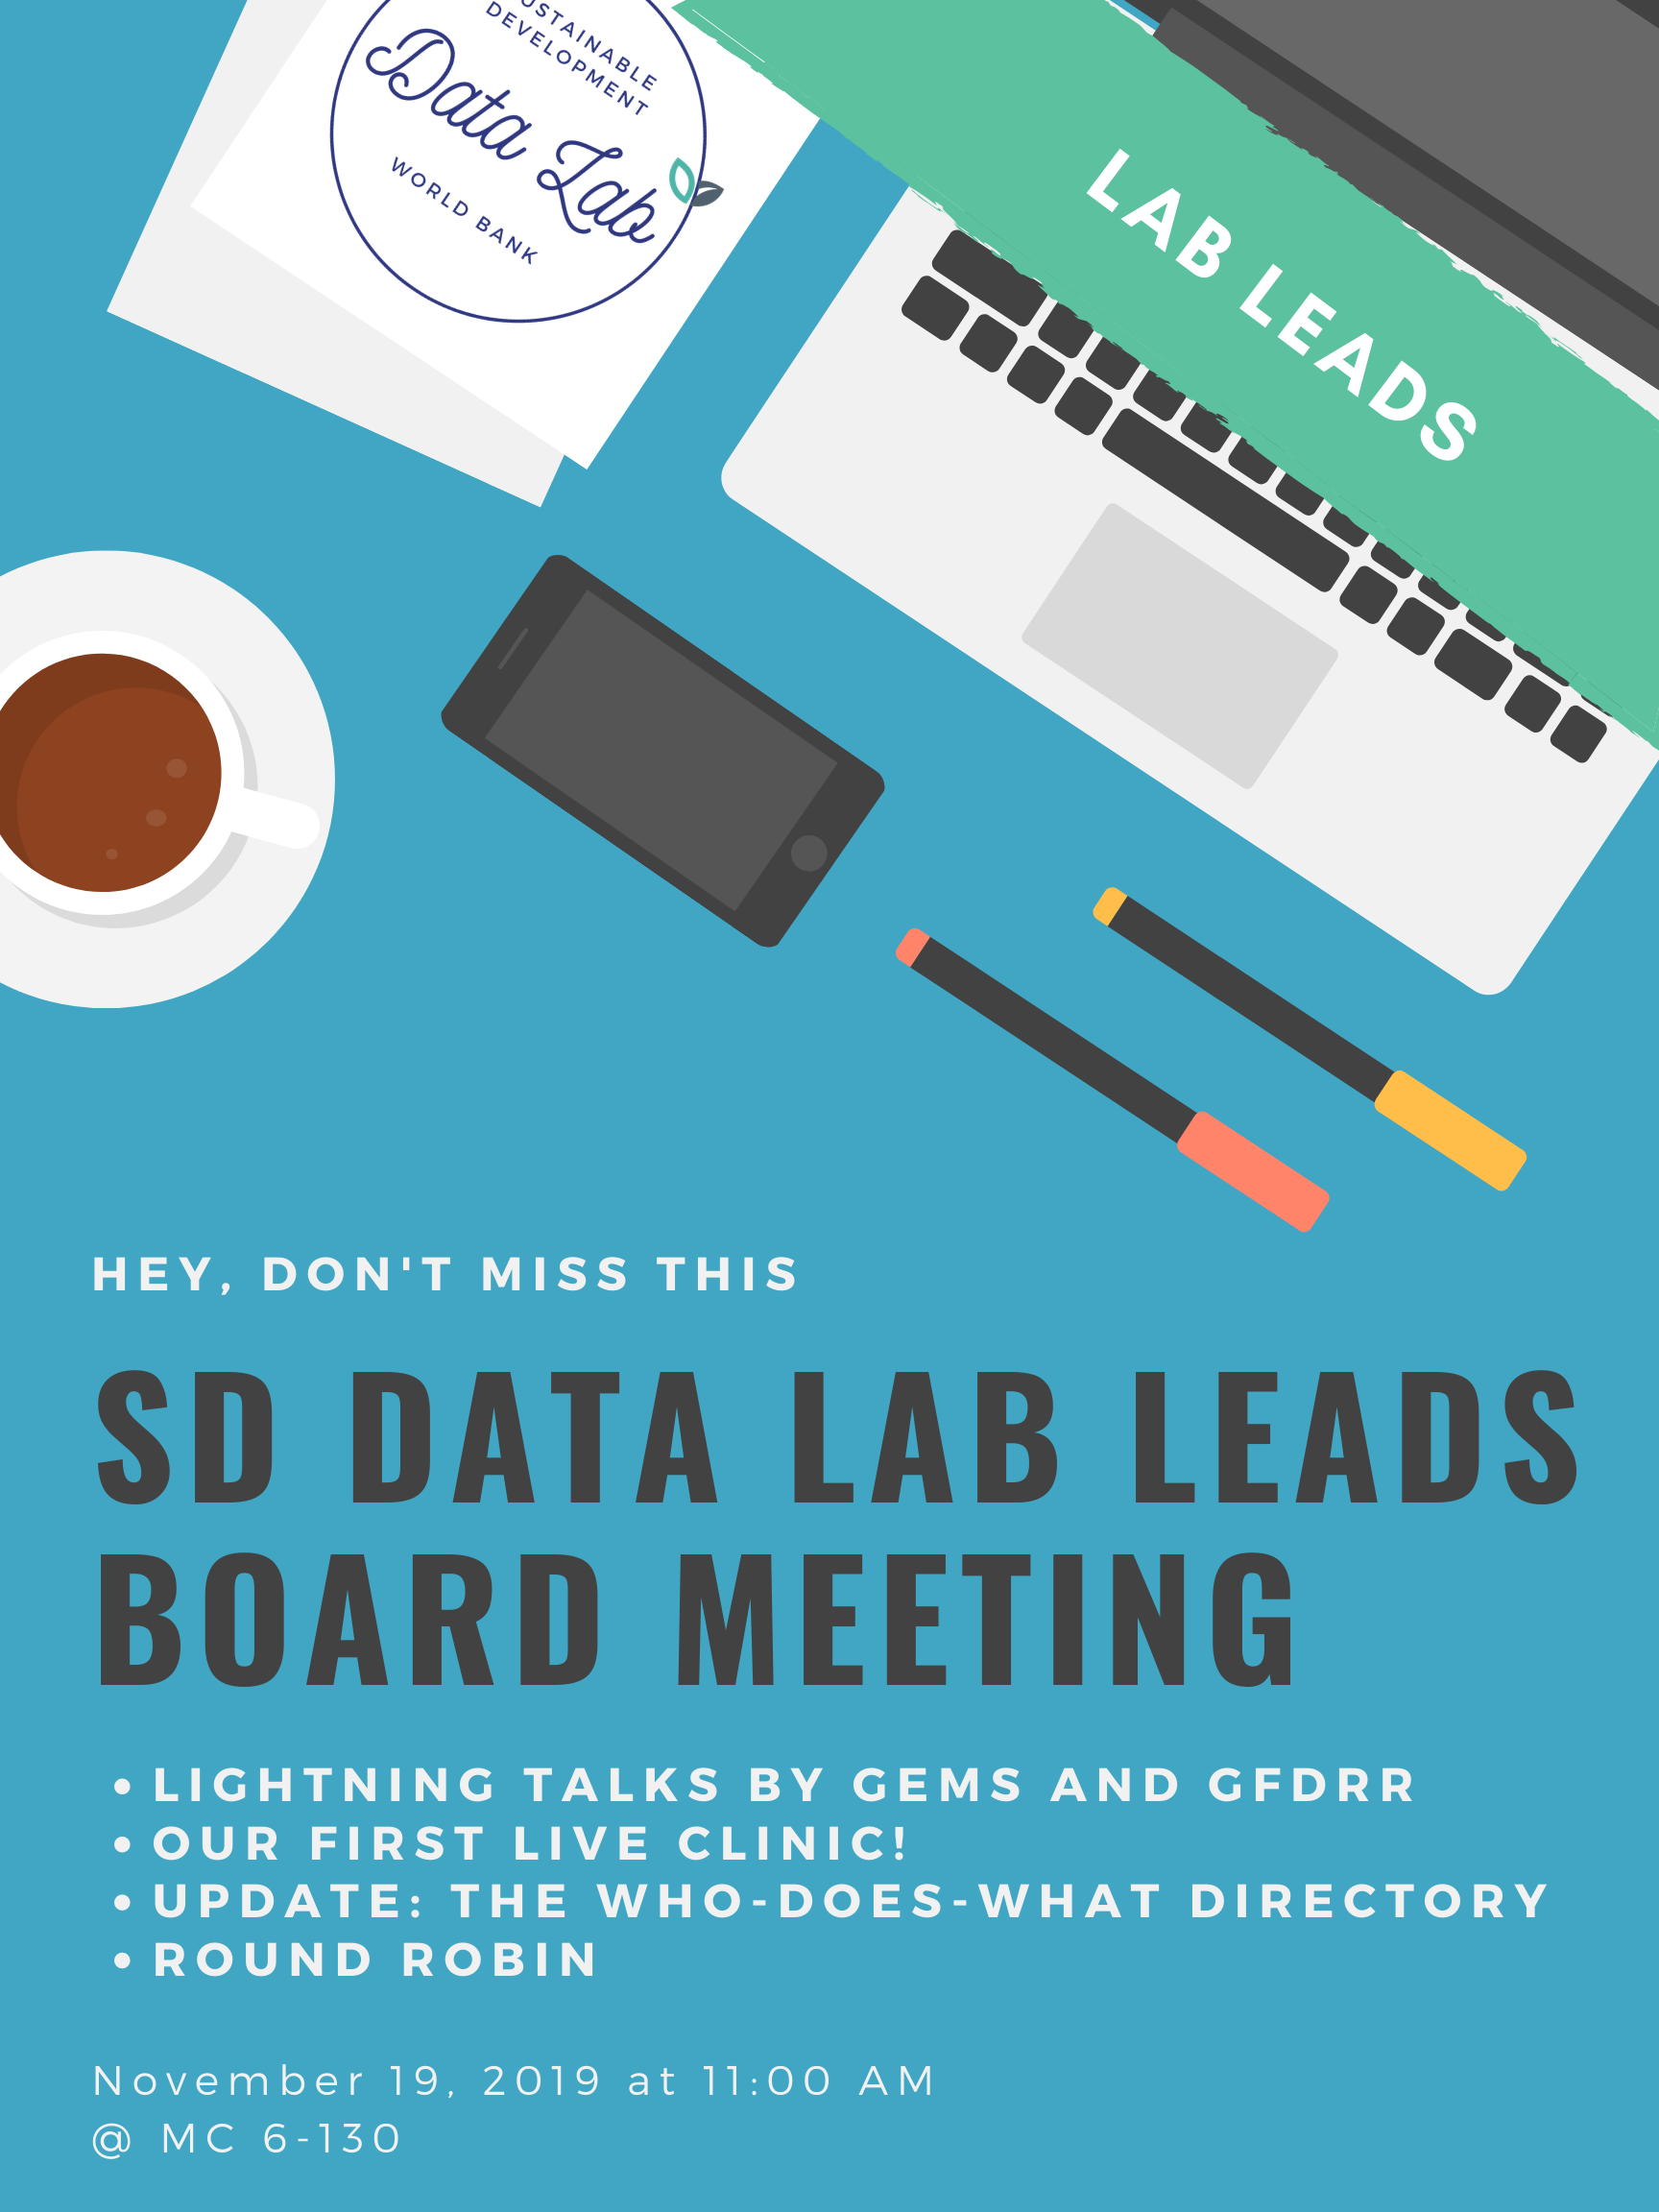 DEVELOPMENT
Data Lab
WORLD BANK
LAB LEADS
HEY, DON'T MISS THIS
SD DATA LAB LEADS
BOARD MEETING
• LIGHTNING TALKS BY GEMS AND GFDRR
• OUR FIRST LIVE CLINIC!
• UPDATE: THE WHO-DOES-WHAT DIRECTORY
• ROUND ROBIN
November 19, 2019 at 11:00 AM
@ MC 6-130